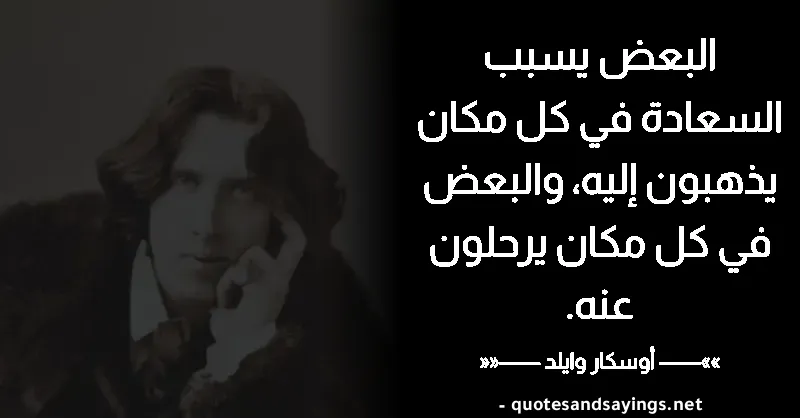 البعض يسبب
السعادة في كل مكان
يذهبون إليه، والبعض
في كل مكان يرحلون
عنه.
»»—— أوسكار وايلد ——««
- quotesandsayings.net